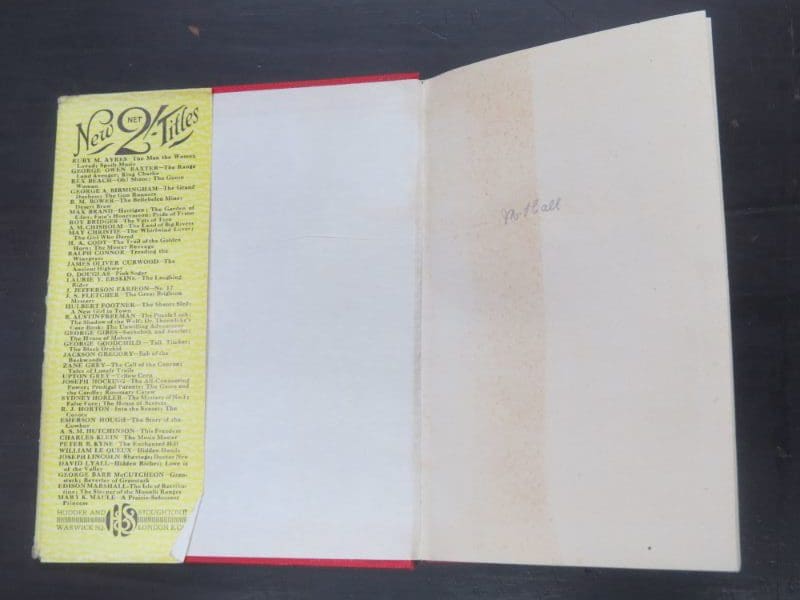 New NET 2/- Titles
RUBY M. AYRES—The Man the Women
Loved; Spoilt Music
GEORGE OWEN BAXTER—The Range
Land Avenger; King Charlie
REX BEACH—Oh! Shoot; The Goose
Woman
GEORGE A. BIRMINGHAM—The Grand
Duchess; The Gun Runners
B. M. BOWER—The Bellehelen Mine;
Desert Brew
MAX BRAND—Harrigan; The Garden of
Eden; Fate's Honeymoon; Pride of Tyson
ROY BRIDGES—The Vats of Tyre
A. M. CHISHOLM—The Land of Big Rivers
MAY CHRISTIE—The Whirlwind Lover;
The Girl Who Dared
H. A. CODY—The Trail of the Golden
Horn; The Master Revenge
RALPH CONNOR—Treading the
Winepress
JAMES OLIVER CURWOOD—The
Ancient Highway
O. DOUGLAS—Pink Sugar
LAURIE Y. ERSKINE—The Laughing
Rider
J. JEFFERSON FARJEON—No. 17
J. S. FLETCHER—The Great Brighton
Mystery
HULBERT FOOTNER—The Shanty Sled;
A New Girl in Town
R. AUSTIN FREEMAN—The Puzzle Lock;
The Shadow of the Wolf; Dr. Thorndyke's
Case-Book; The Unwilling Adventurer
GEORGE GIBBS—Sackcloth and Scarlet;
The House of Mohun
GEORGE GOODCHILD—Tall Timber;
The Black Orchid
JACKSON GREGORY—Bab of the
Backwoods
ZANE GREY—The Call of the Canyon;
Tales of Lonely Trails
UPTON GREY—Yellow Corn
JOSEPH HOCKING—The All-Conquering
Power; Prodigal Parents; The Game and
the Candle; Rosemary Carew
SYDNEY HORLER—The Mystery of No. 1;
False Face; The House of Secrets
R. J. HORTON—Into the Sunset; The
Coyote
EMERSON HOUGH—The Story of the
Cowboy
A. S. M. HUTCHINSON—This Freedom
CHARLES KLEIN—The Music Master
PETER B. KYNE—The Enchanted Hill
WILLIAM LE QUEUX—Hidden Hands
JOSEPH LINCOLN—Shavings; Doctor Nye
DAVID LYALL—Hidden Riches; Love is
of the Valley
GEORGE BARR McCUTCHEON—Graustark;
Beverley of Graustark
EDISON MARSHALL—The Isle of Retribution;
The Sleeper of the Moonlit Ranges
MARY K. MAULE—A Prairie-Schooner
Princess
HODDER AND STOUGHTON LTD
WARWICK SQ. LONDON E.C.4
Hall